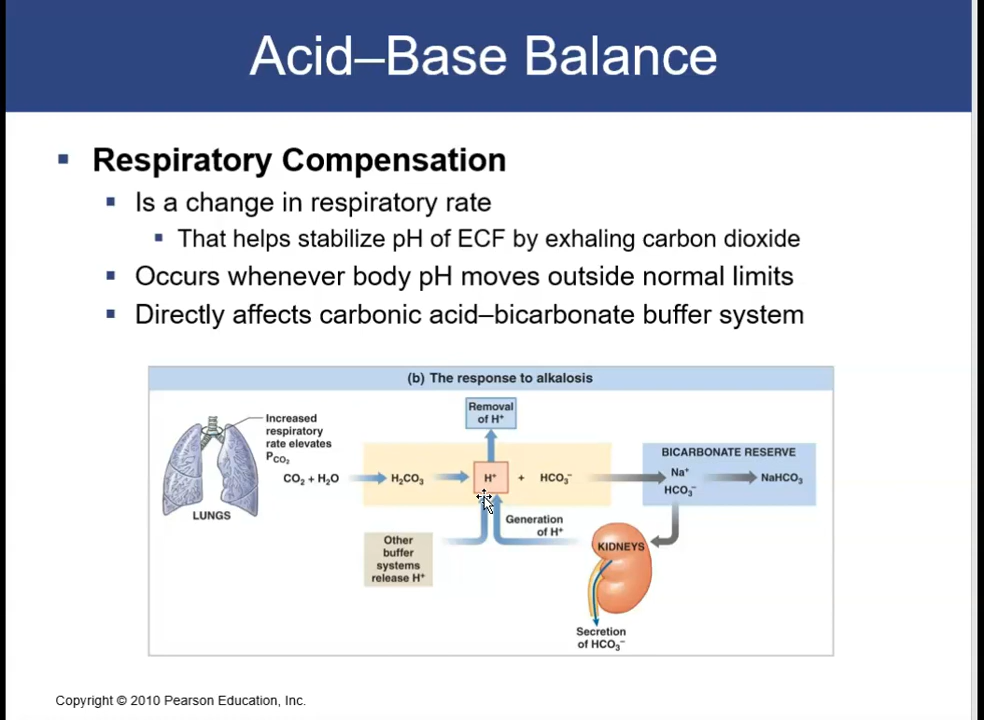 Acid–Base Balance
Respiratory Compensation
Is a change in respiratory rate
That helps stabilize pH of ECF by exhaling carbon dioxide
Occurs whenever body pH moves outside normal limits
Directly affects carbonic acid–bicarbonate buffer system
(b) The response to alkalosis
Increased
respiratory
rate elevates
P_CO₂
LUNGS
CO₂ + H₂O
H₂CO₃
Removal
of H⁺
H⁺ + HCO₃⁻
BICARBONATE RESERVE
Na⁺
HCO₃⁻
NaHCO₃
Other
buffer
systems
release H⁺
Generation
of H⁺
KIDNEYS
Secretion
of HCO₃⁻
Copyright © 2010 Pearson Education, Inc.